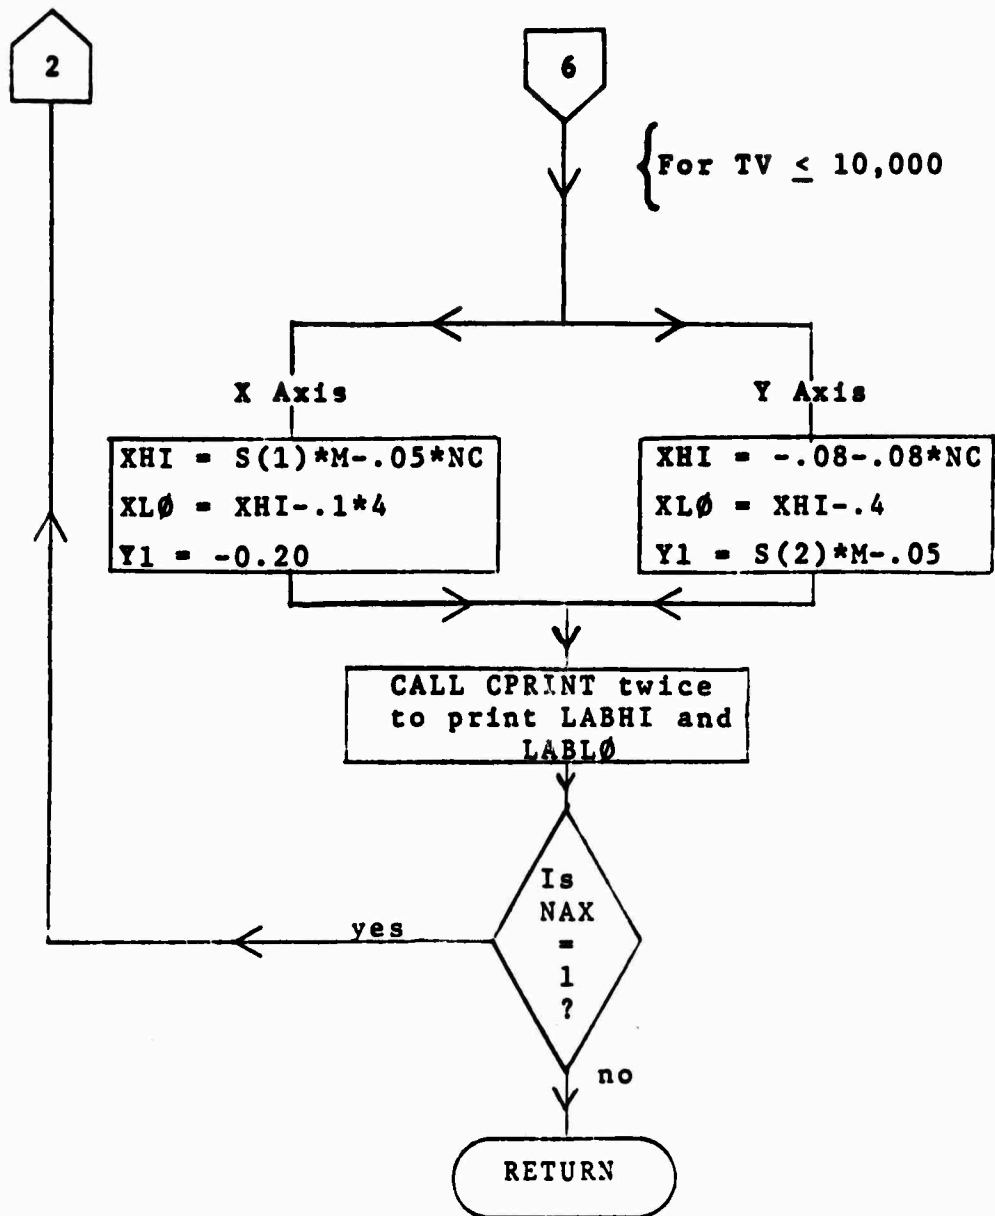 2
6
For TV ≤ 10,000
X Axis
Y Axis
XHI = S(1)*M-.05*NC
XLØ = XHI-.1*4
Y1 = -0.20
XHI = -.08-.08*NC
XLØ = XHI-.4
Y1 = S(2)*M-.05
CALL CPRINT twice
to print LABHI and
LABLØ
Is
NAX
=
1
?
yes
no
RETURN